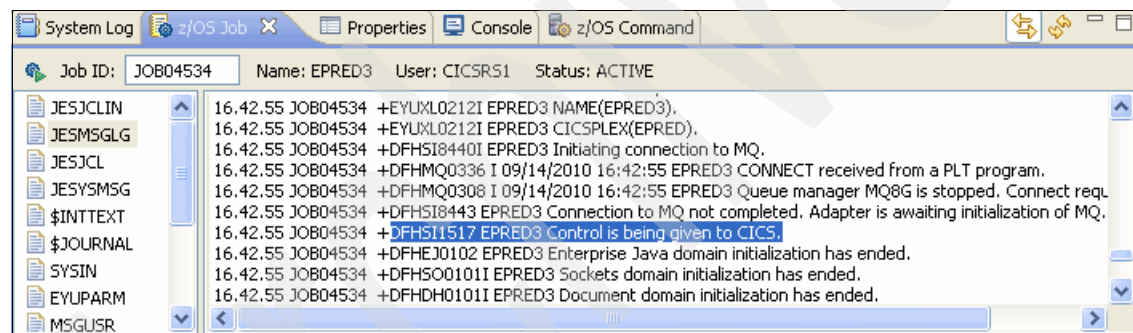 System Log z/OS Job Properties Console z/OS Command
Job ID: JOB04534 Name: EPRED3 User: CICSRS1 Status: ACTIVE
JESJCLIN
JESMSGLG
JESJCL
JESYSMSG
$INTTEXT
$JOURNAL
SYSIN
EYUPARM
MSGUSR
16.42.55 JOB04534 +EYUXL0212I EPRED3 NAME(EPRED3).
16.42.55 JOB04534 +EYUXL0212I EPRED3 CICSPLEX(EPRED).
16.42.55 JOB04534 +DFHSI8440I EPRED3 Initiating connection to MQ.
16.42.55 JOB04534 +DFHMQ0336 I 09/14/2010 16:42:55 EPRED3 CONNECT received from a PLT program.
16.42.55 JOB04534 +DFHMQ0308 I 09/14/2010 16:42:55 EPRED3 Queue manager MQ8G is stopped. Connect requ
16.42.55 JOB04534 +DFHSI8443 EPRED3 Connection to MQ not completed. Adapter is awaiting initialization of MQ.
16.42.55 JOB04534 +DFHSI1517 EPRED3 Control is being given to CICS.
16.42.55 JOB04534 +DFHEJ0102 EPRED3 Enterprise Java domain initialization has ended.
16.42.55 JOB04534 +DFHSO0101I EPRED3 Sockets domain initialization has ended.
16.42.55 JOB04534 +DFHDH0101I EPRED3 Document domain initialization has ended.